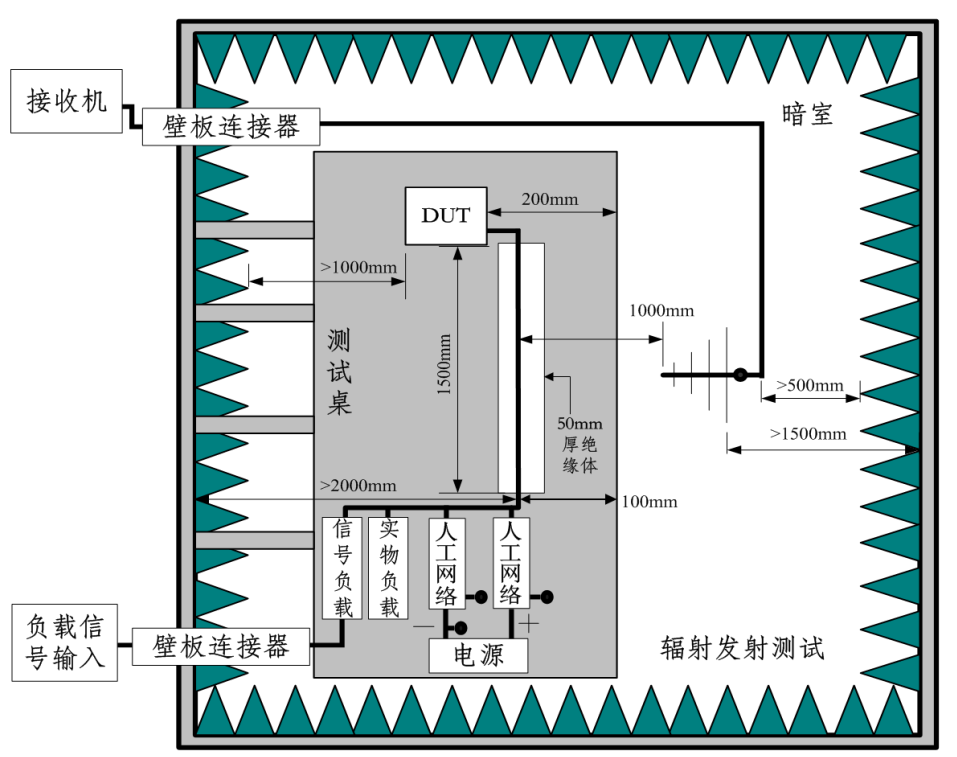 接收机
壁板连接器
暗室
DUT
200mm
>1000mm
1000mm
测
试
桌
1500mm
>500mm
50mm
厚绝
缘体
>1500mm
>2000mm
100mm
信
号
负
载
实
物
负
载
人
工
网
络
人
工
网
络
负载信
号输入
壁板连接器
— +
电源
辐射发射测试